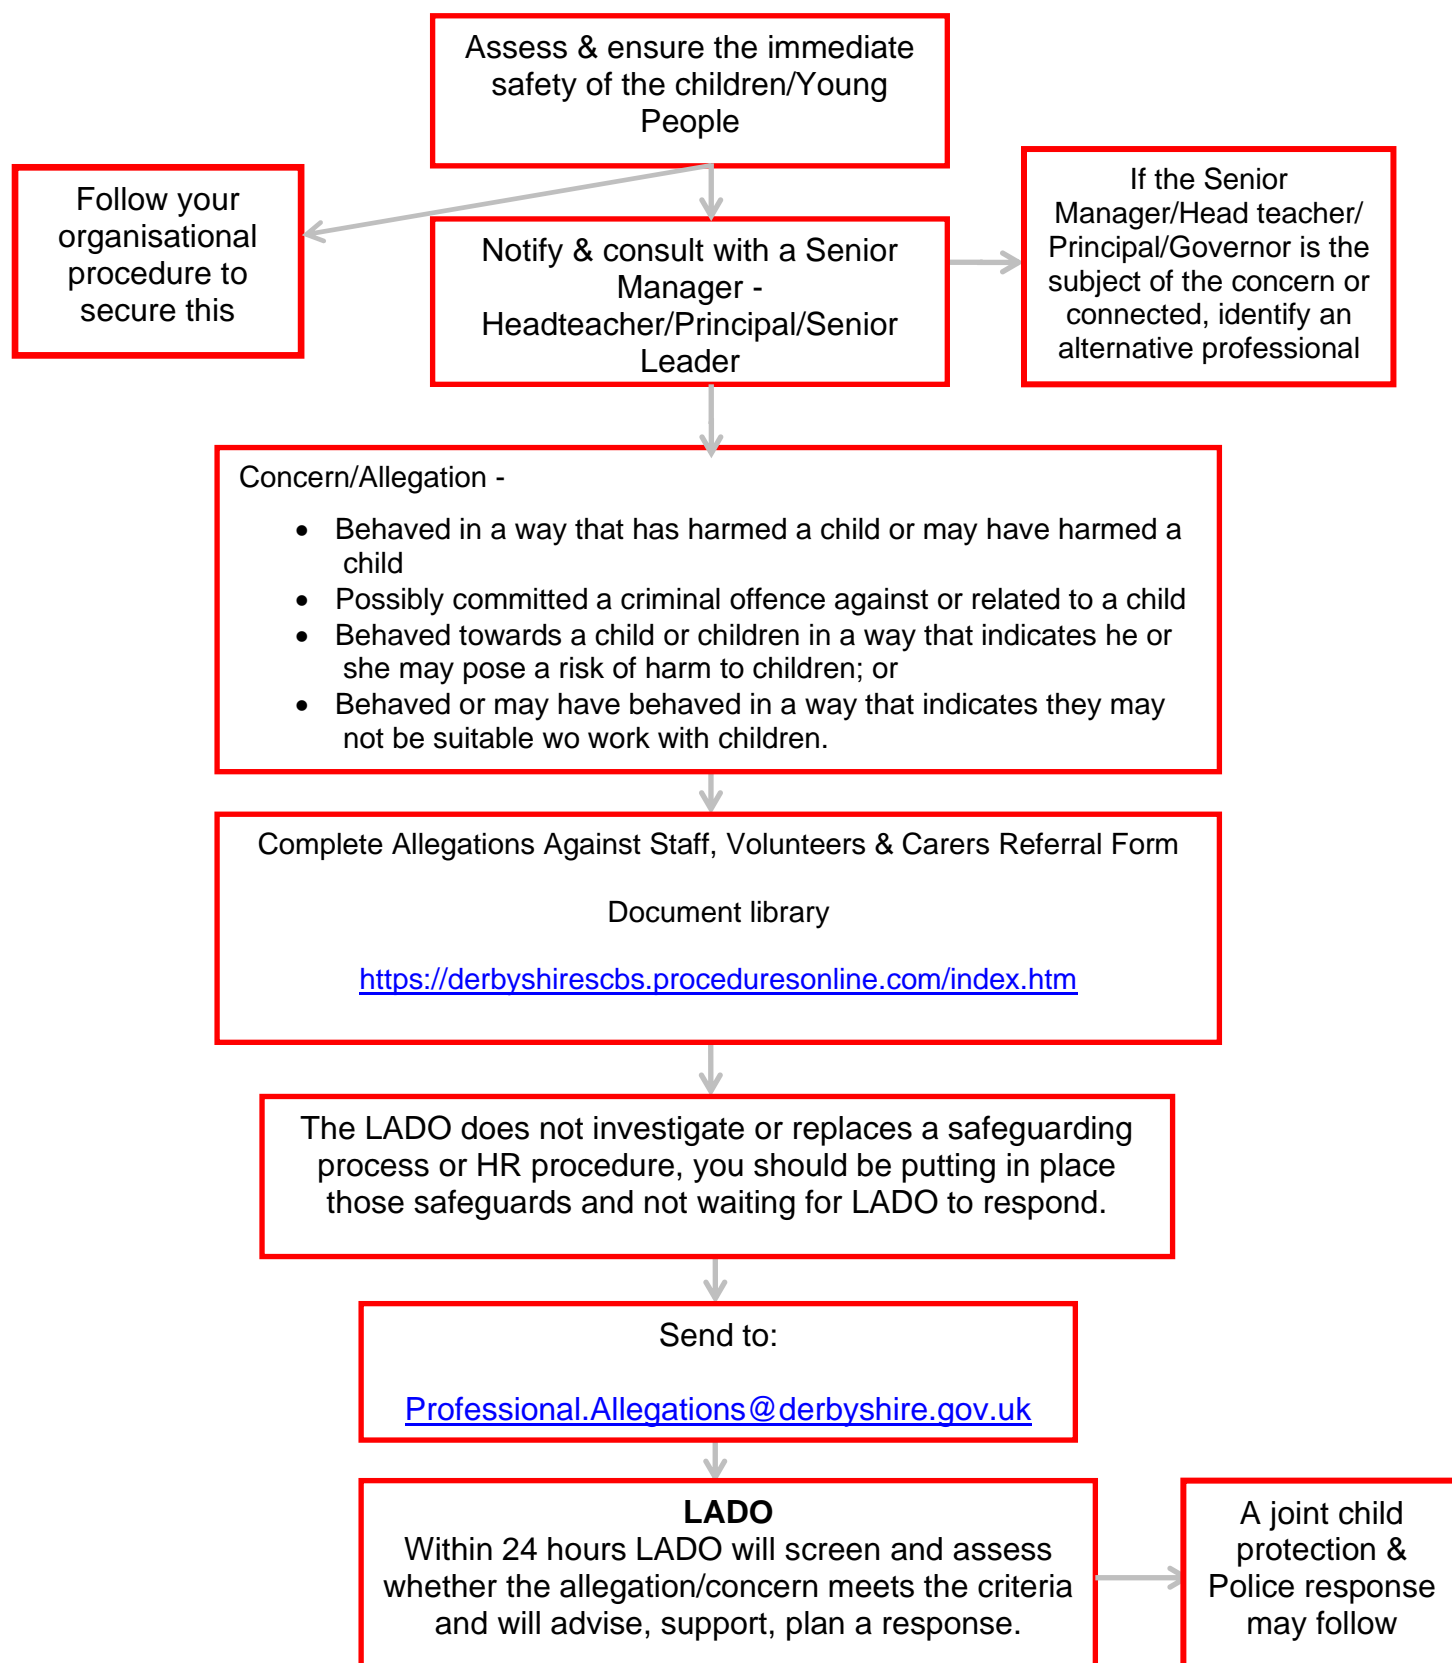 Assess & ensure the immediate
safety of the children/Young
People
Follow your
organisational
procedure to
secure this
Notify & consult with a Senior
Manager -
Headteacher/Principal/Senior
Leader
If the Senior
Manager/Head teacher/
Principal/Governor is the
subject of the concern or
connected, identify an
alternative professional
Concern/Allegation -
• Behaved in a way that has harmed a child or may have harmed a
child
• Possibly committed a criminal offence against or related to a child
• Behaved towards a child or children in a way that indicates he or
she may pose a risk of harm to children; or
• Behaved or may have behaved in a way that indicates they may
not be suitable wo work with children.
Complete Allegations Against Staff, Volunteers & Carers Referral Form
Document library
https://derbyshirescbs.proceduresonline.com/index.htm
The LADO does not investigate or replaces a safeguarding
process or HR procedure, you should be putting in place
those safeguards and not waiting for LADO to respond.
Send to:
Professional.Allegations@derbyshire.gov.uk
LADO
Within 24 hours LADO will screen and assess
whether the allegation/concern meets the criteria
and will advise, support, plan a response.
A joint child
protection &
Police response
may follow